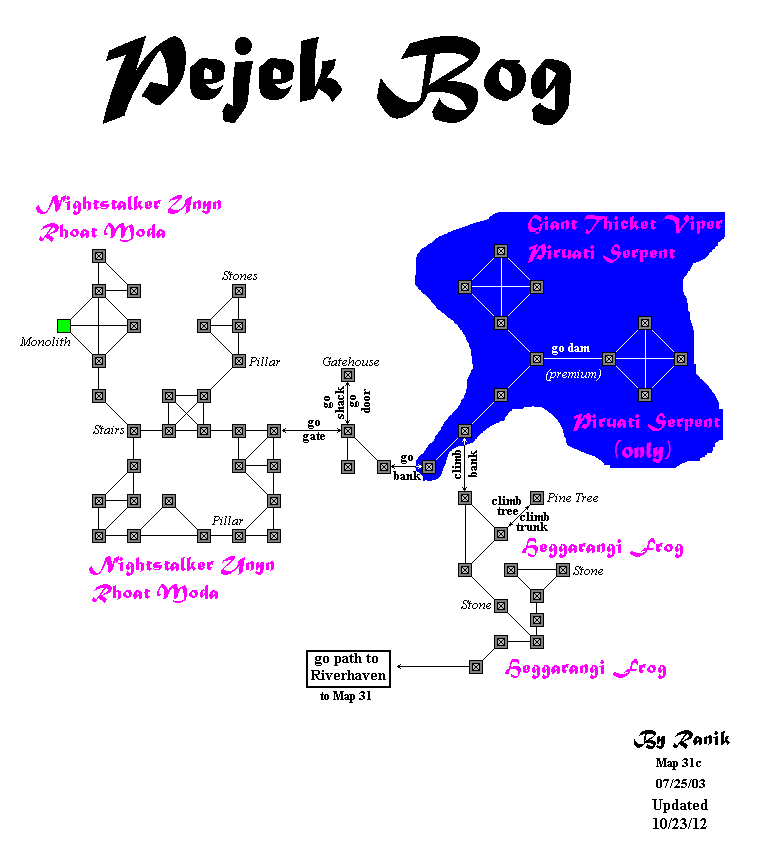 Pejek Bog
Nightstalker Unyn
Rhoat Moda
Giant Thicket Viper
Piruati Serpent
Stones
Monolith
Pillar
Gatehouse
go dam
(premium)
go shack
go door
Piruati Serpent
(only)
Stairs
go
gate
go
bank
climb
bank
Pillar
climb
tree
climb
trunk
Pine Tree
Heggarangi Frog
Nightstalker Unyn
Rhoat Moda
Stone
Stone
go path to
Riverhaven
to Map 31
Heggarangi Frog
By Ranik
Map 31c
07/25/03
Updated
10/23/12